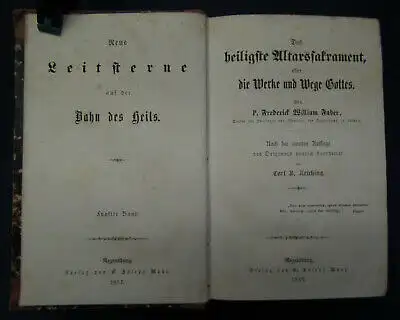 Neue
Leitsterne
auf der
Bahn des Heils.
Fünfter Band.
Regensburg.
Verlag von G. Joseph Manz.
Das
heiligste Altarssakrament,
oder
die Werke und Wege Gottes.
Von
P. Frederick William Faber,
Nach der zweiten Auflage
des Originals deutsch bearbeitet
von
Carl B. Reiching.
Regensburg.
Verlag von G. Joseph Manz.